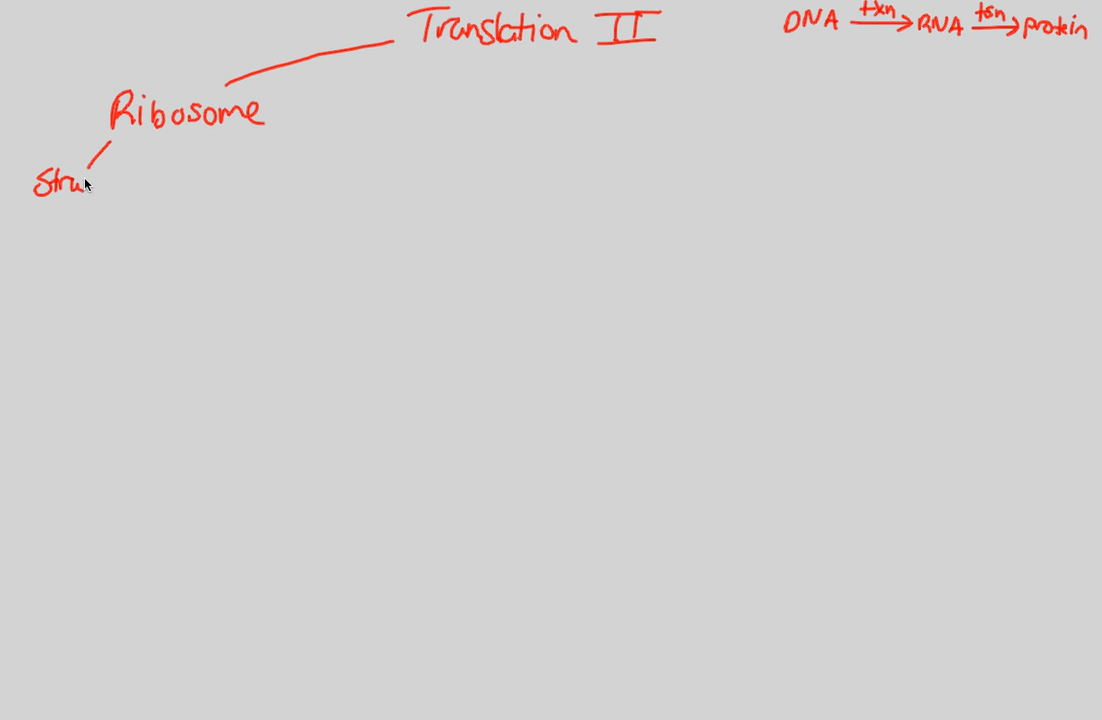 Translation II
DNA txn→ RNA tsn→ protein
Ribosome
Stru